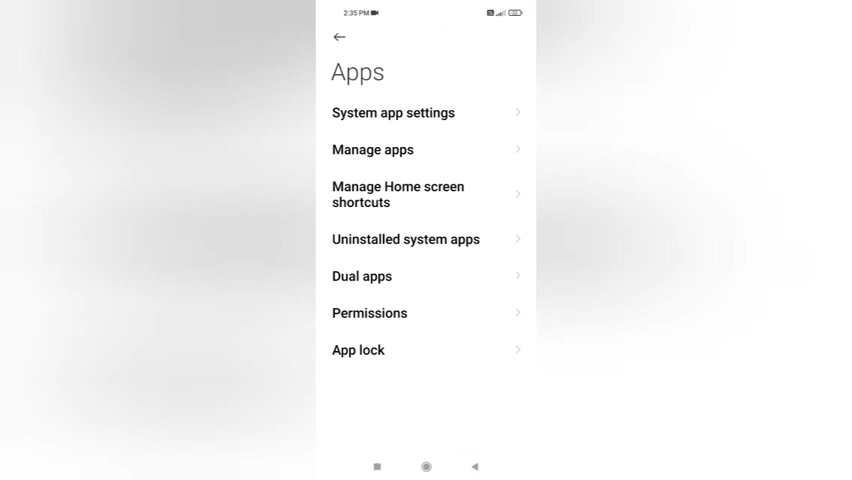 2:35 PM
Apps
System app settings
Manage apps
Manage Home screen
shortcuts
Uninstalled system apps
Dual apps
Permissions
App lock